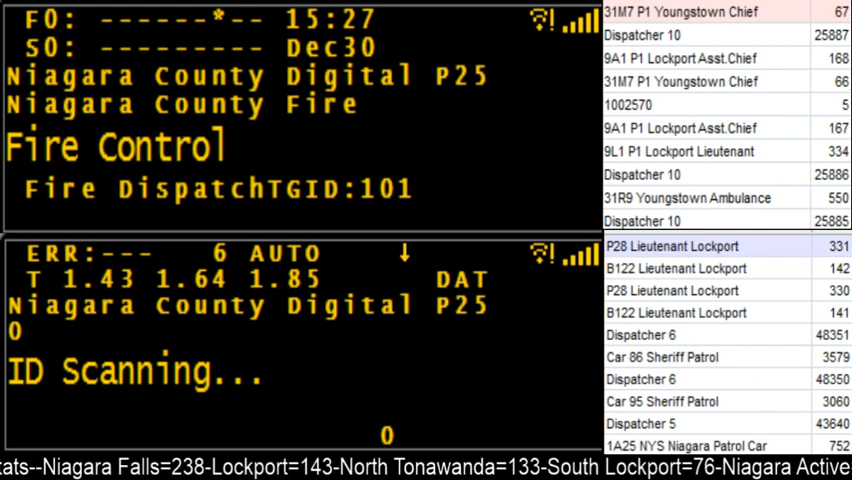 F0: ------*-- 15:27
S0: --------- Dec30
Niagara County Digital P25
Niagara County Fire
Fire Control
Fire DispatchTGID:101
31M7 P1 Youngstown Chief 67
Dispatcher 10 25887
9A1 P1 Lockport Asst.Chief 168
31M7 P1 Youngstown Chief 66
1002570 5
9A1 P1 Lockport Asst.Chief 167
9L1 P1 Lockport Lieutenant 334
Dispatcher 10 25886
31R9 Youngstown Ambulance 550
Dispatcher 10 25885
ERR:--- 6 AUTO ↓
T 1.43 1.64 1.85 DAT
Niagara County Digital P25
0
ID Scanning...
0
P28 Lieutenant Lockport 331
B122 Lieutenant Lockport 142
P28 Lieutenant Lockport 330
B122 Lieutenant Lockport 141
Dispatcher 6 48351
Car 86 Sheriff Patrol 3579
Dispatcher 6 48350
Car 95 Sheriff Patrol 3060
Dispatcher 5 43640
1A25 NYS Niagara Patrol Car 752
tats--Niagara Falls=238-Lockport=143-North Tonawanda=133-South Lockport=76-Niagara Active